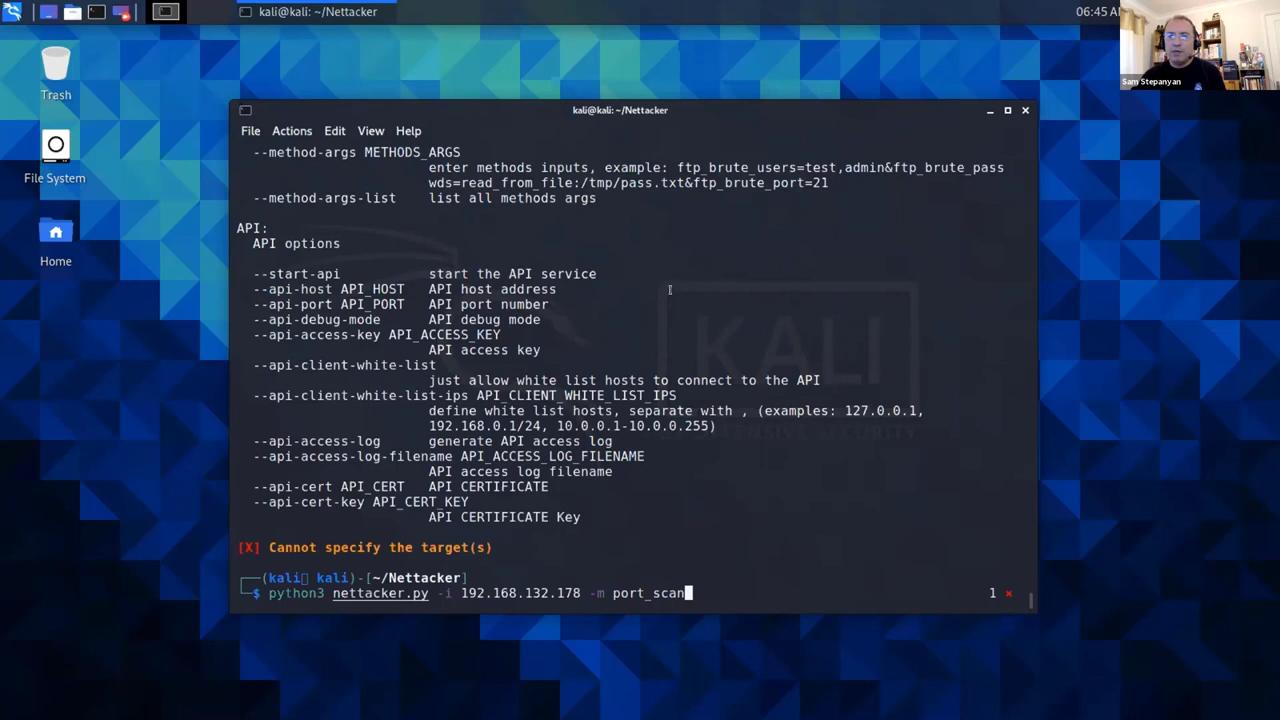 kali@kali: ~/Nettacker
06:45 A
Sam Stepanyan
Trash
File System
Home
kali@kali: ~/Nettacker
File Actions Edit View Help
--method-args METHODS_ARGS
enter methods inputs, example: ftp_brute_users=test,admin&ftp_brute_pass
wds=read_from_file:/tmp/pass.txt&ftp_brute_port=21
--method-args-list list all methods args
API:
API options
--start-api start the API service
--api-host API_HOST API host address
--api-port API_PORT API port number
--api-debug-mode API debug mode
--api-access-key API_ACCESS_KEY
API access key
--api-client-white-list
just allow white list hosts to connect to the API
--api-client-white-list-ips API_CLIENT_WHITE_LIST_IPS
define white list hosts, separate with , (examples: 127.0.0.1,
192.168.0.1/24, 10.0.0.1-10.0.0.255)
--api-access-log generate API access log
--api-access-log-filename API_ACCESS_LOG_FILENAME
API access log filename
--api-cert API_CERT API CERTIFICATE
--api-cert-key API_CERT_KEY
API CERTIFICATE Key
[X] Cannot specify the target(s)
(kali kali)-[~/Nettacker]
$ python3 nettacker.py -i 192.168.132.178 -m port_scan 1 ×
KALI